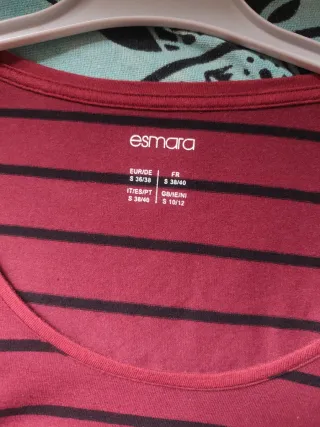 esmara
EUR/DE FR
S 36/38 S 38/40
IT/ES/PT GB/IE/NI
S 38/40 S 10/12